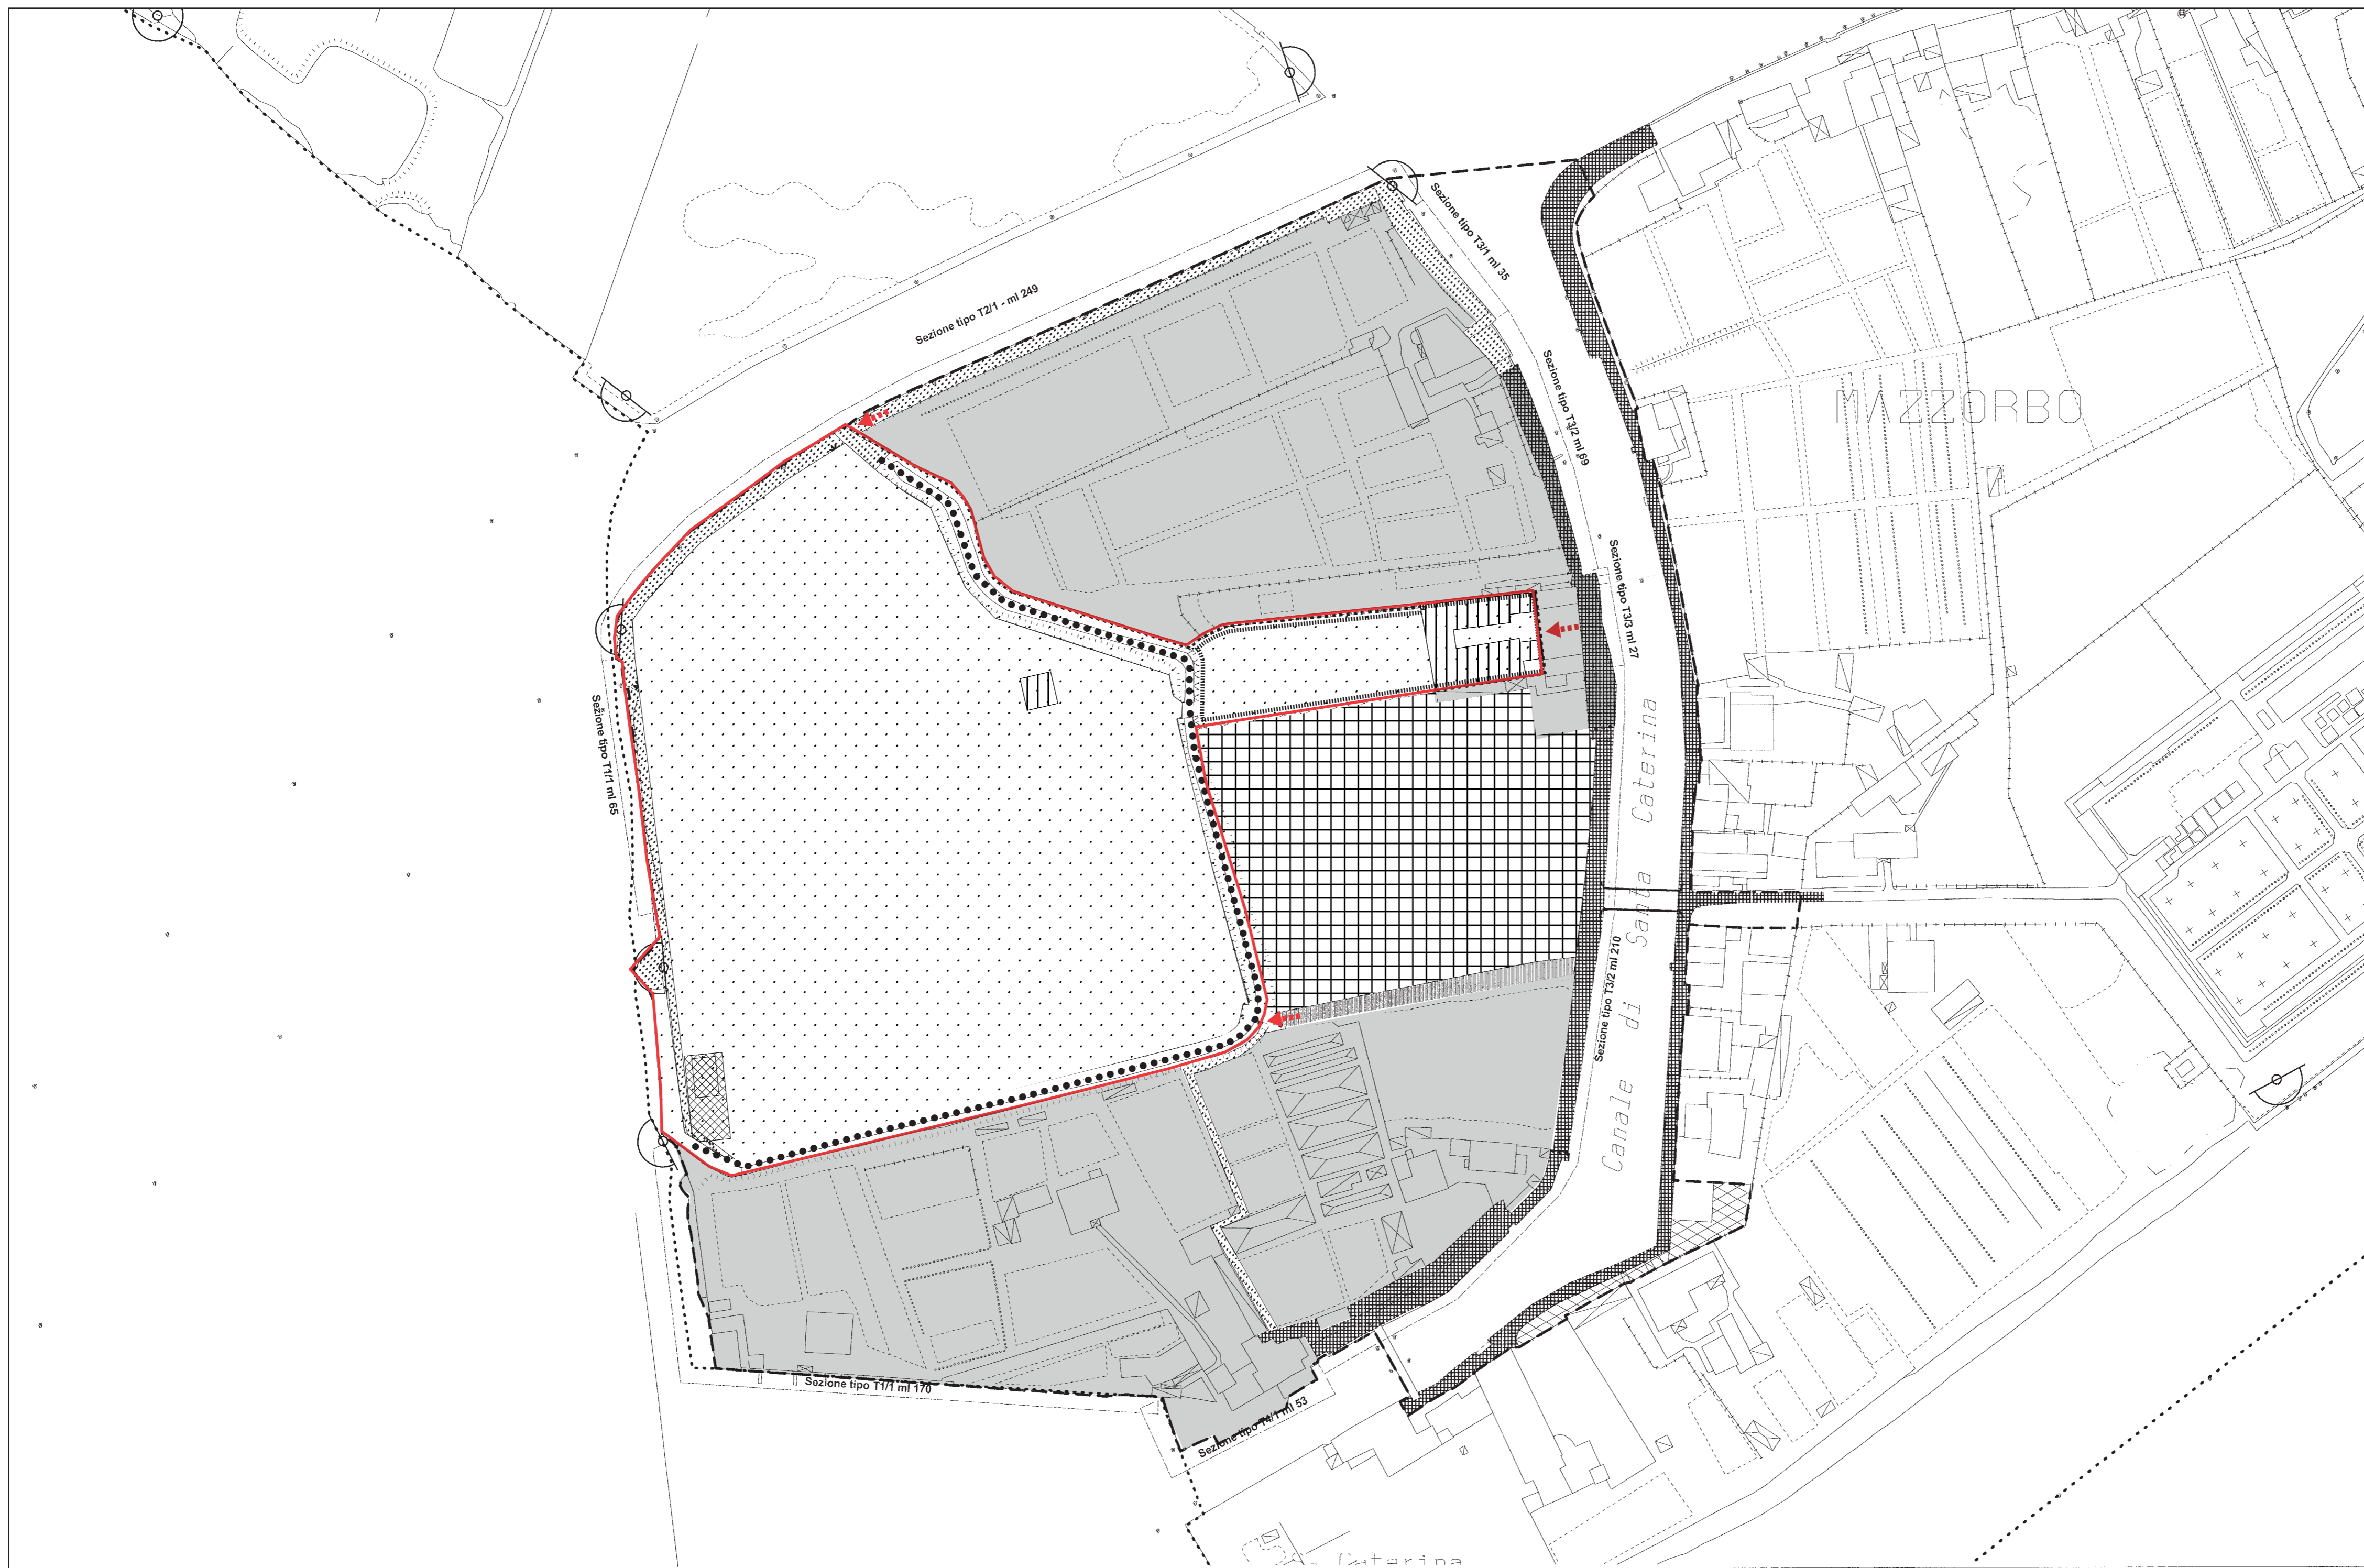 Sezione tipo T3/1 ml 35
Sezione tipo T2/1 - ml 249
Sezione tipo T3/2 ml 69
MAZZORBO
Sezione tipo T3/3 ml 27
Sezione tipo T1/1 ml 65
Canale di Santa Caterina
Sezione tipo T3/2 ml 210
Sezione tipo T1/1 ml 170
Sezione tipo T4/1 ml 53
Caterina